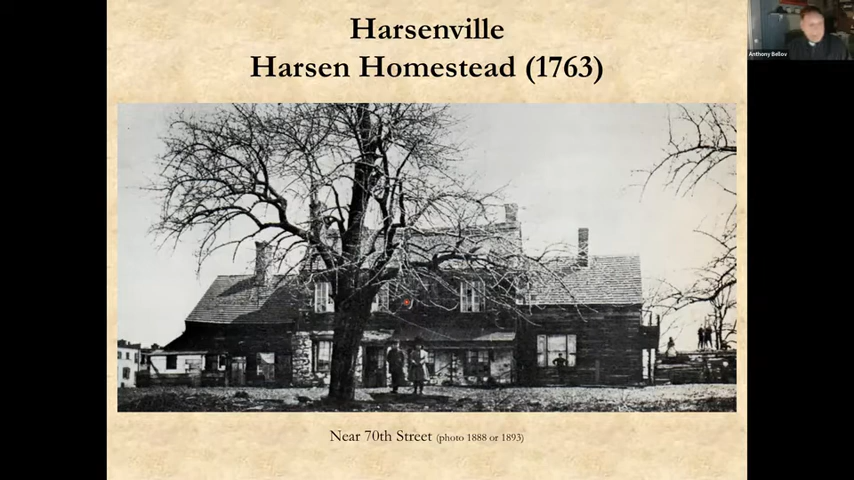 Harsenville
Harsen Homestead (1763)
Anthony Bellov
Near 70th Street (photo 1888 or 1893)